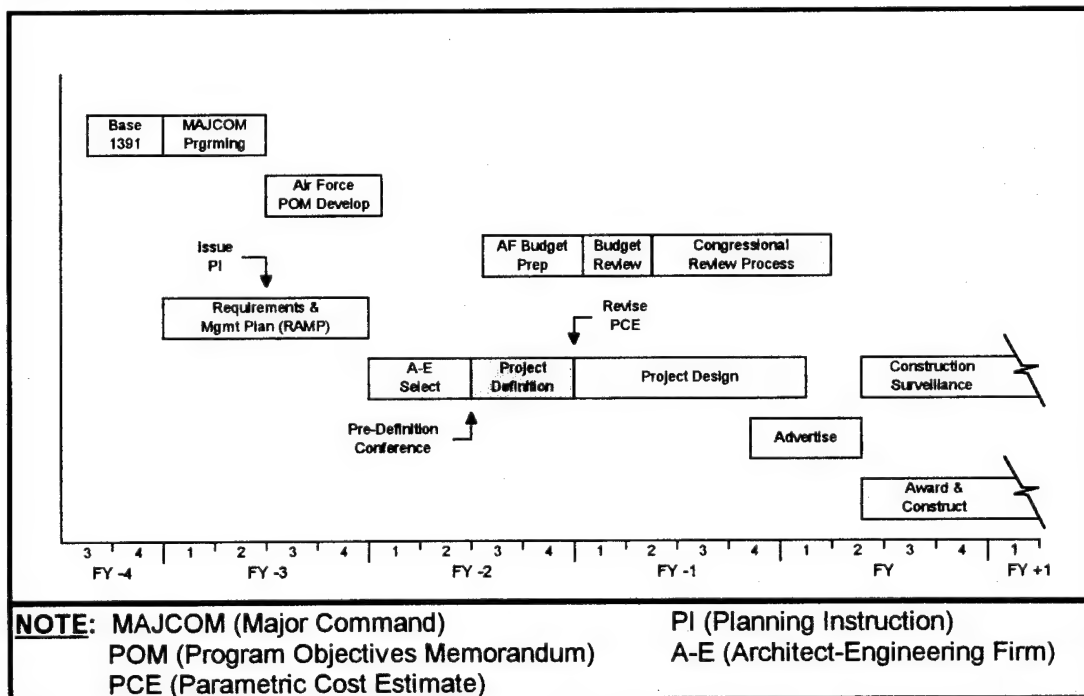 Base
1391
MAJCOM
Prgrming
Air Force
POM Develop
AF Budget
Prep
Budget
Review
Congressional
Review Process
Issue
PI
Requirements &
Mgmt Plan (RAMP)
Revise
PCE
A-E
Select
Project
Definition
Project Design
Construction
Surveillance
Pre-Definition
Conference
Advertise
Award &
Construct
3 4 1 2 3 4 1 2 3 4 1 2 3 4 1 2 3 4 1
FY -4 FY -3 FY -2 FY -1 FY FY +1
NOTE: MAJCOM (Major Command) PI (Planning Instruction)
POM (Program Objectives Memorandum) A-E (Architect-Engineering Firm)
PCE (Parametric Cost Estimate)